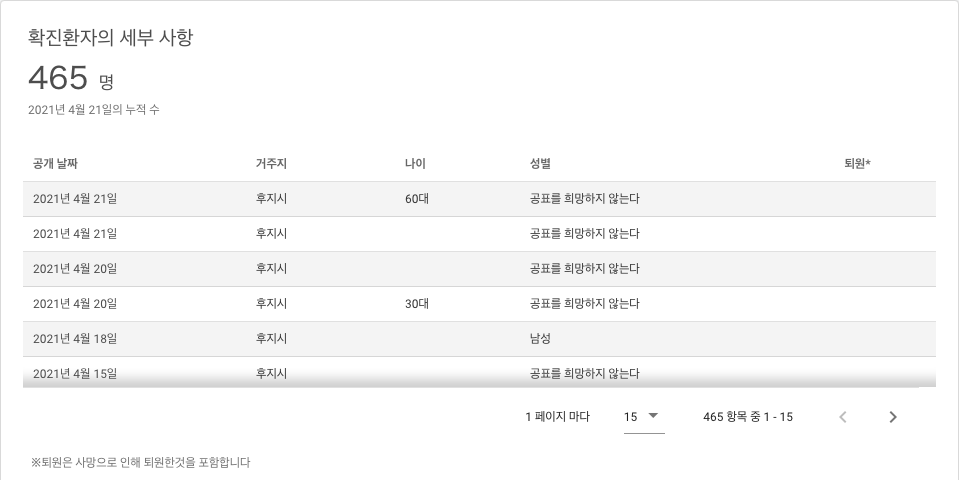 확진환자의 세부 사항
465 명
2021년 4월 21일의 누적 수
공개 날짜 거주지 나이 성별 퇴원*
2021년 4월 21일 후지시 60대 공표를 희망하지 않는다
2021년 4월 21일 후지시 공표를 희망하지 않는다
2021년 4월 20일 후지시 공표를 희망하지 않는다
2021년 4월 20일 후지시 30대 공표를 희망하지 않는다
2021년 4월 18일 후지시 남성
2021년 4월 15일 후지시 공표를 희망하지 않는다
1 페이지 마다 15 465 항목 중 1 - 15
※퇴원은 사망으로 인해 퇴원한것을 포함합니다